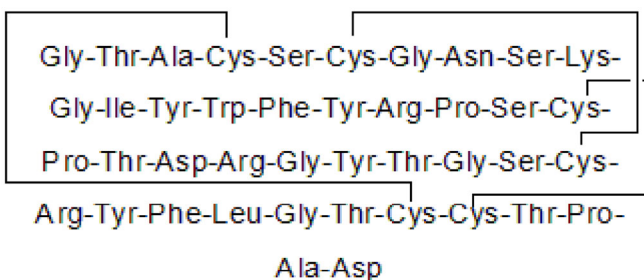 Gly-Thr-Ala-Cys-Ser-Cys-Gly-Asn-Ser-Lys-
Gly-Ile-Tyr-Trp-Phe-Tyr-Arg-Pro-Ser-Cys-
Pro-Thr-Asp-Arg-Gly-Tyr-Thr-Gly-Ser-Cys-
Arg-Tyr-Phe-Leu-Gly-Thr-Cys-Cys-Thr-Pro-
Ala-Asp